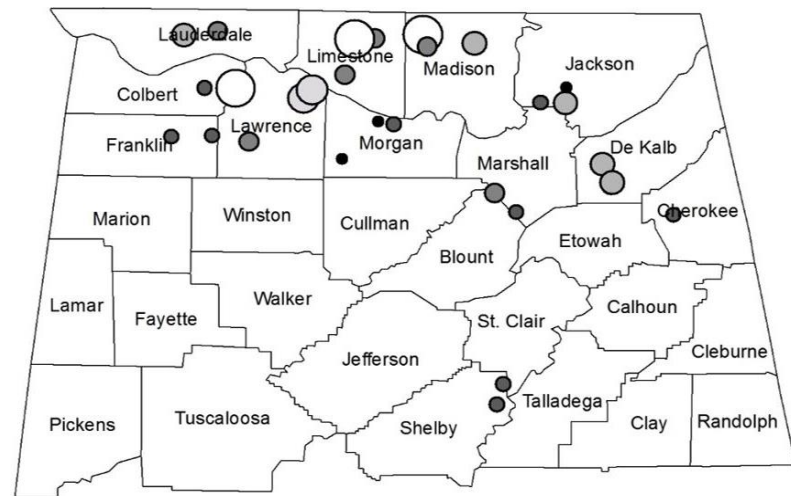 Lauderdale
Limestone
Madison
Jackson
Colbert
Lawrence
Franklin
Morgan
De Kalb
Marshall
Cherokee
Marion
Winston
Cullman
Etowah
Blount
Lamar
Walker
Calhoun
Fayette
St. Clair
Cleburne
Jefferson
Talladega
Pickens
Tuscaloosa
Shelby
Clay
Randolph